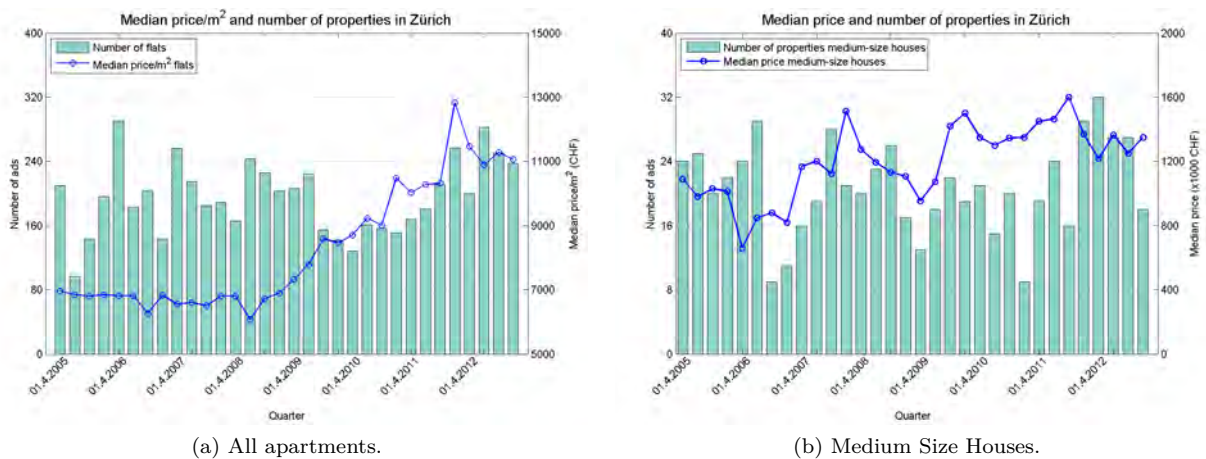 Median price/m² and number of properties in Zürich
400
320
240
160
80
0
Number of ads
Number of flats
Median price/m² flats
15000
13000
11000
9000
7000
5000
Median price/m² (CHF)
01.4.2005
01.4.2006
01.4.2007
01.4.2008
01.4.2009
01.4.2010
01.4.2011
01.4.2012
Quarter
(a) All apartments.
Median price and number of properties in Zürich
40
32
24
16
8
0
Number of ads
Number of properties medium-size houses
Median price medium-size houses
2000
1600
1200
800
400
0
Median price (x1000 CHF)
01.4.2005
01.4.2006
01.4.2007
01.4.2008
01.4.2009
01.4.2010
01.4.2011
01.4.2012
Quarter
(b) Medium Size Houses.